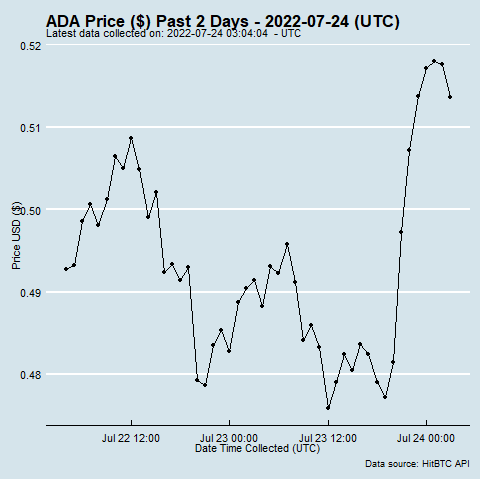 ADA Price ($) Past 2 Days - 2022-07-24 (UTC)
Latest data collected on: 2022-07-24 03:04:04 - UTC
0.52
0.51
0.50
0.49
0.48
Price USD ($)
Jul 22 12:00
Jul 23 00:00
Jul 23 12:00
Jul 24 00:00
Date Time Collected (UTC)
Data source: HitBTC API